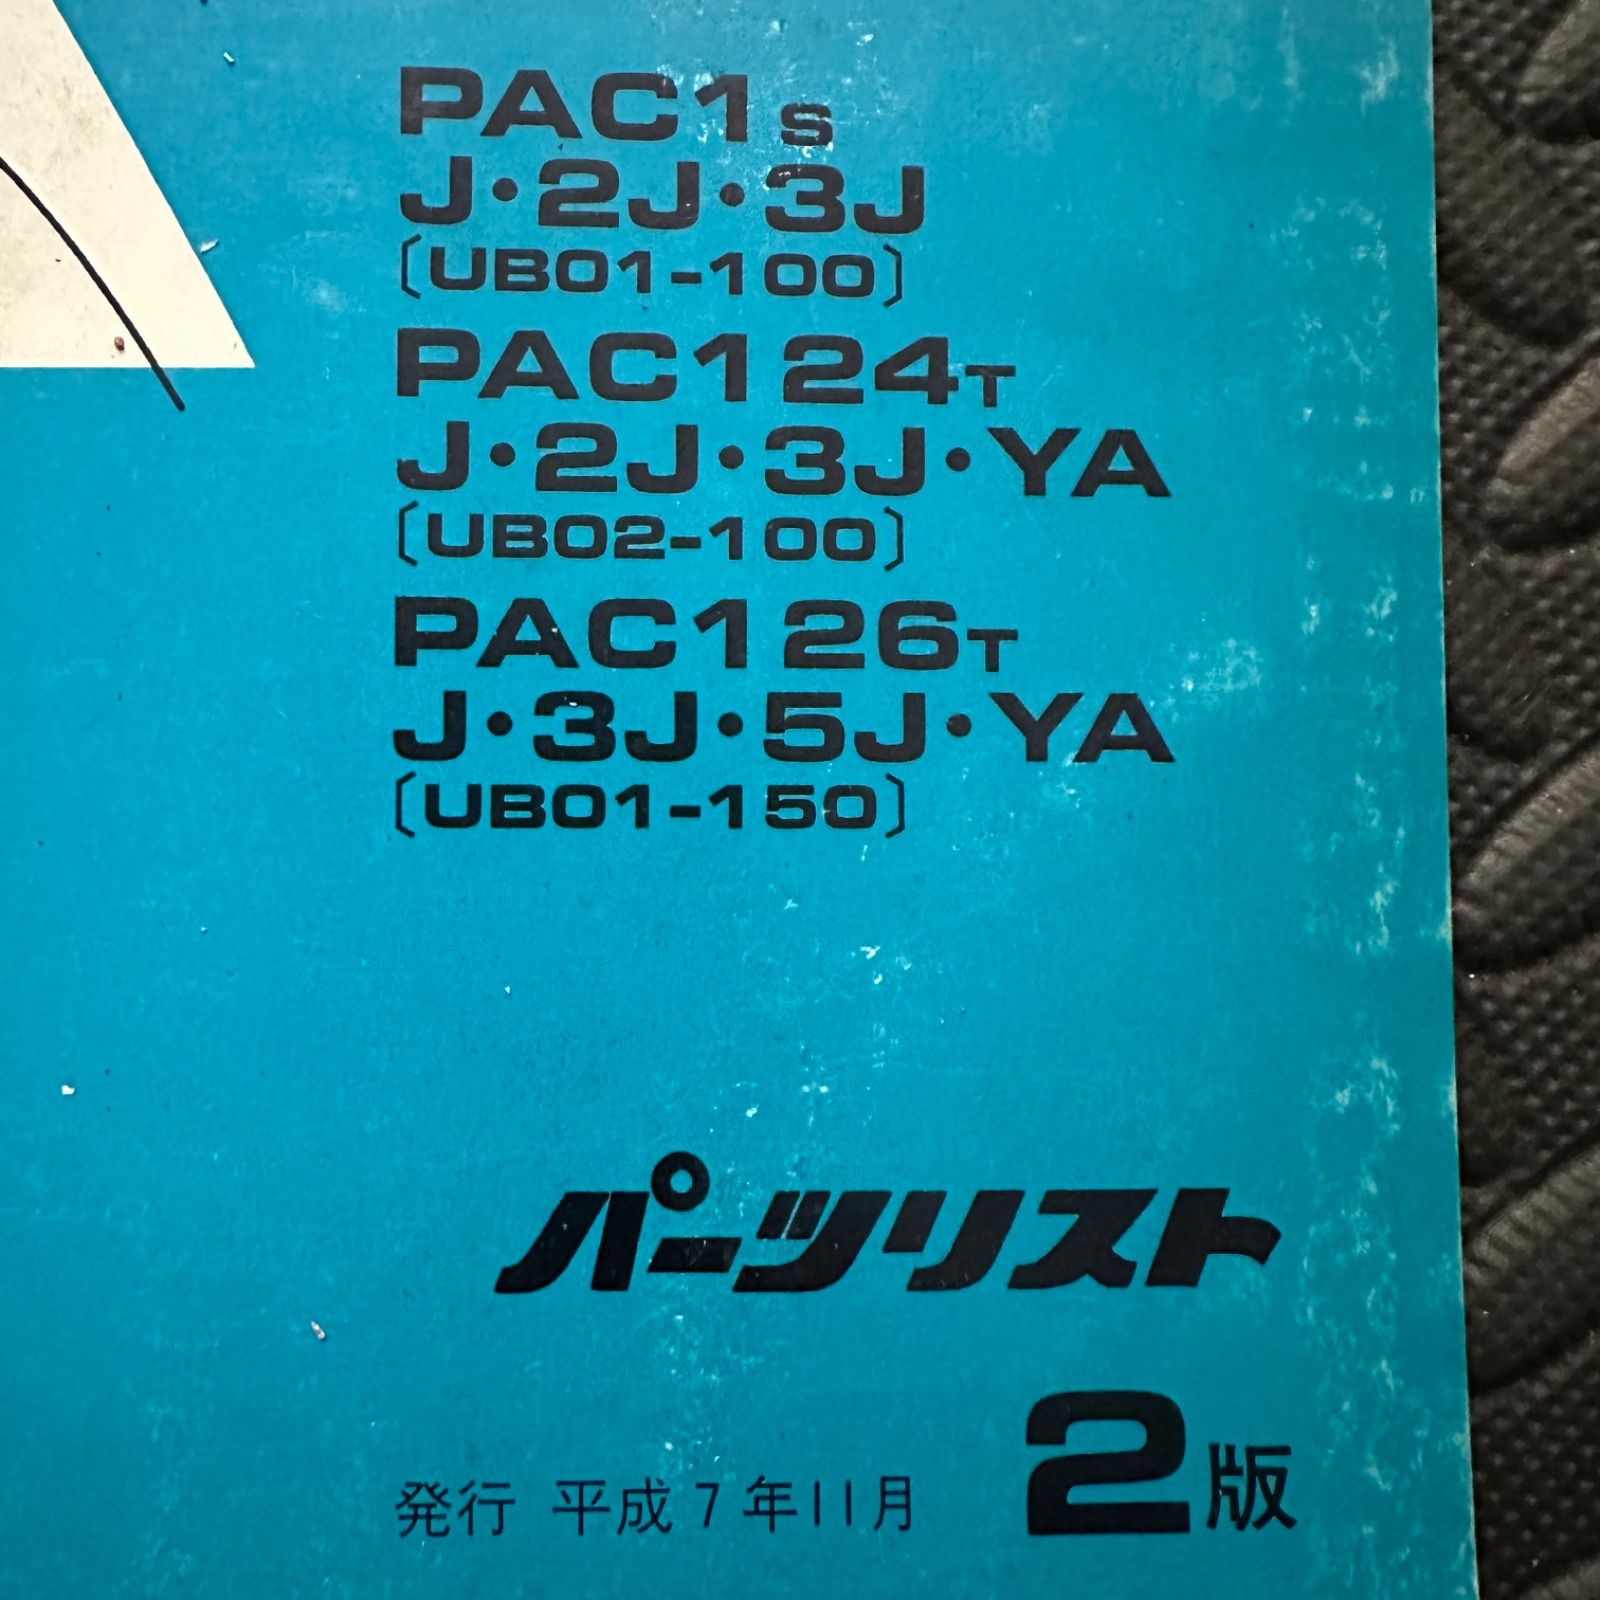 PAC1S
J・2J・3J
〔UB01-100〕
PAC124T
J・2J・3J・YA
〔UB02-100〕
PAC126T
J・3J・5J・YA
〔UB01-150〕
パーツリスト
発行 平成7年11月 2版